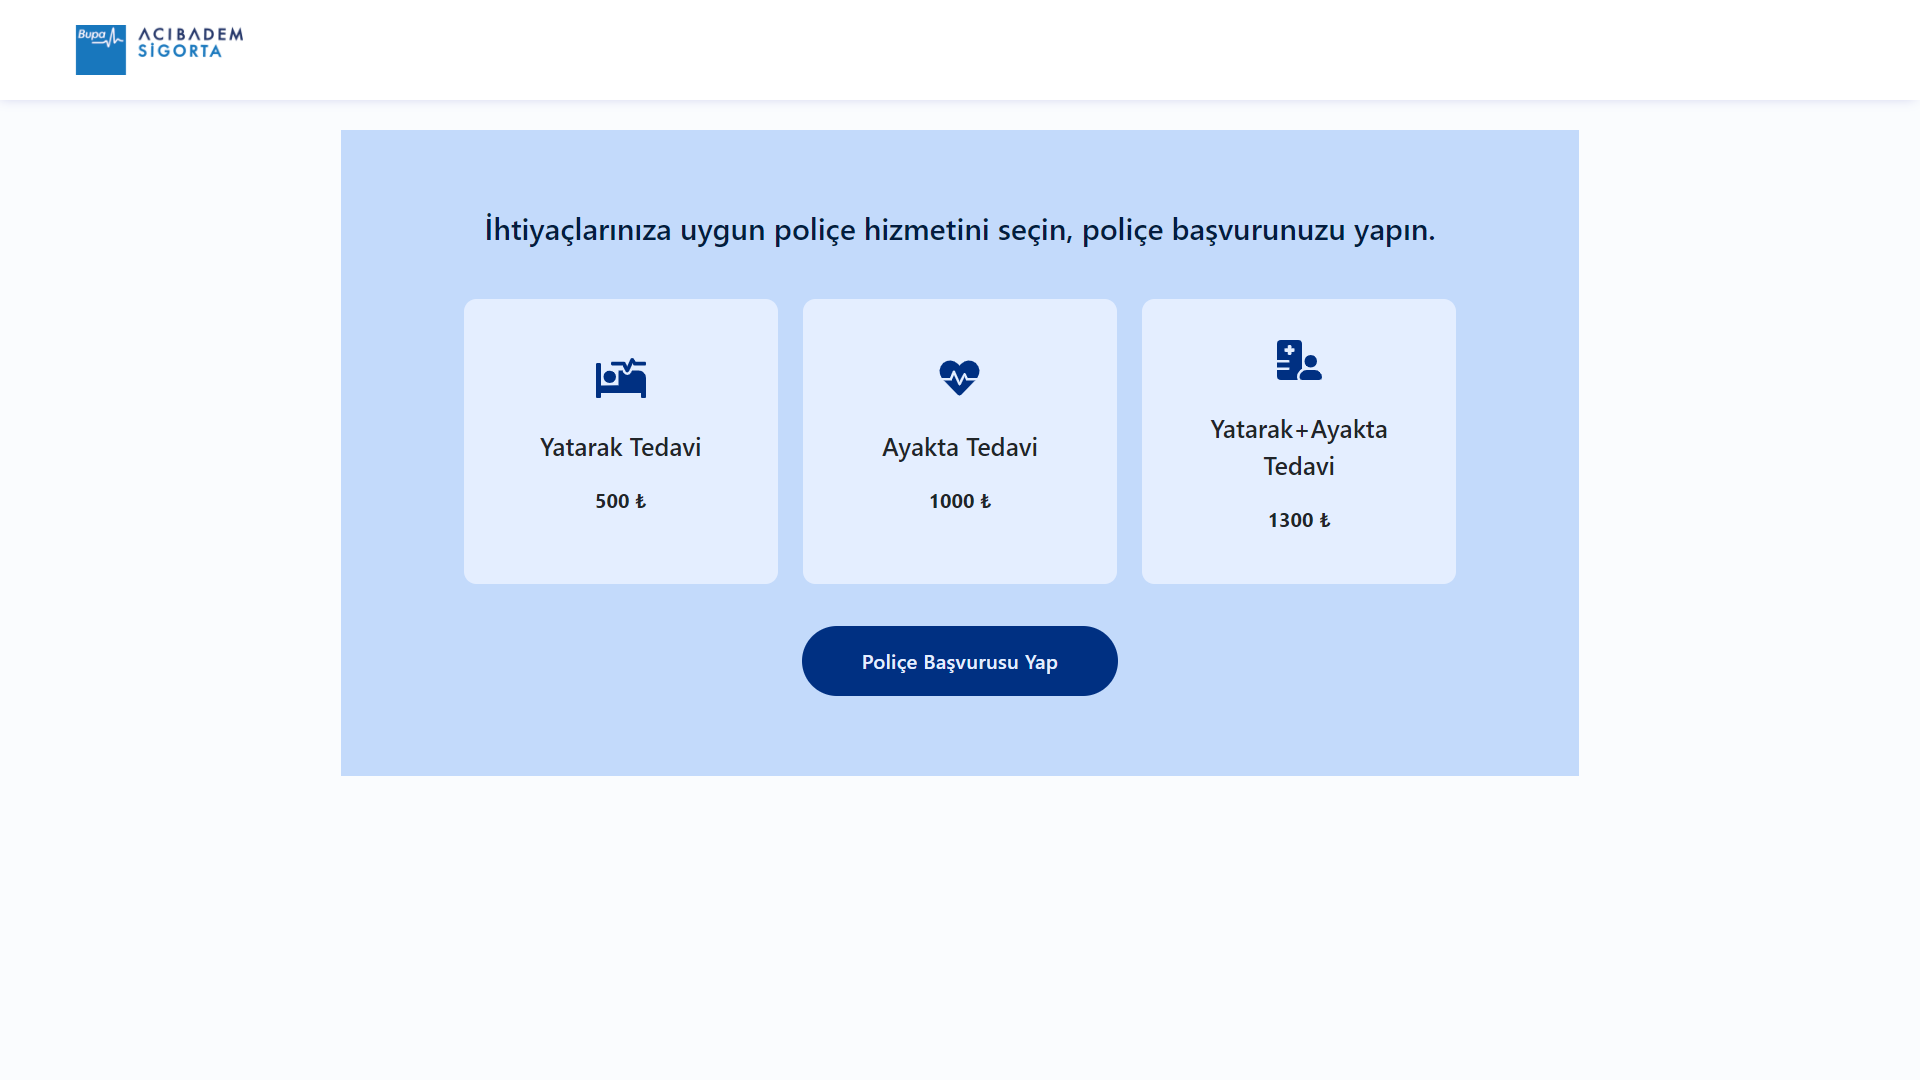 Bupa
ACIBADEM
SİGORTA
İhtiyaçlarınıza uygun poliçe hizmetini seçin, poliçe başvurunuzu yapın.
Yatarak Tedavi
500 ₺
Ayakta Tedavi
1000 ₺
Yatarak+Ayakta
Tedavi
1300 ₺
Poliçe Başvurusu Yap